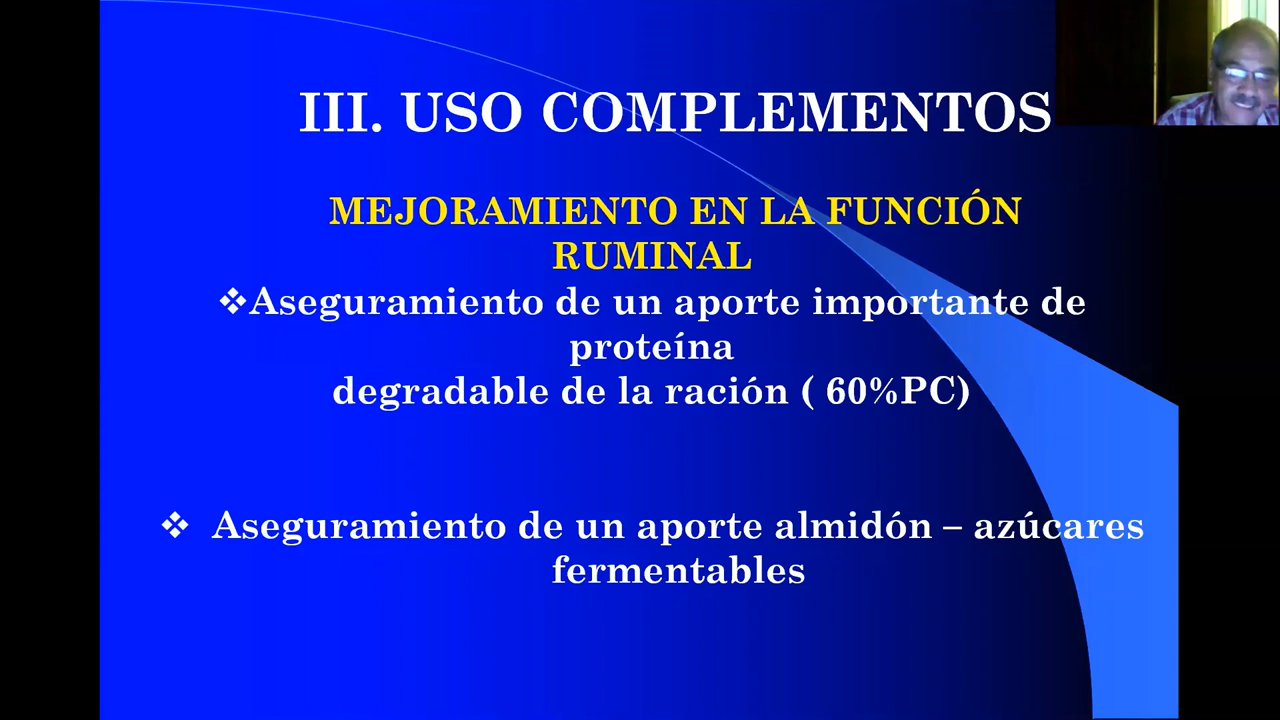 III. USO COMPLEMENTOS
MEJORAMIENTO EN LA FUNCIÓN
RUMINAL
❖Aseguramiento de un aporte importante de
proteína
degradable de la ración ( 60%PC)
❖ Aseguramiento de un aporte almidón – azúcares
fermentables